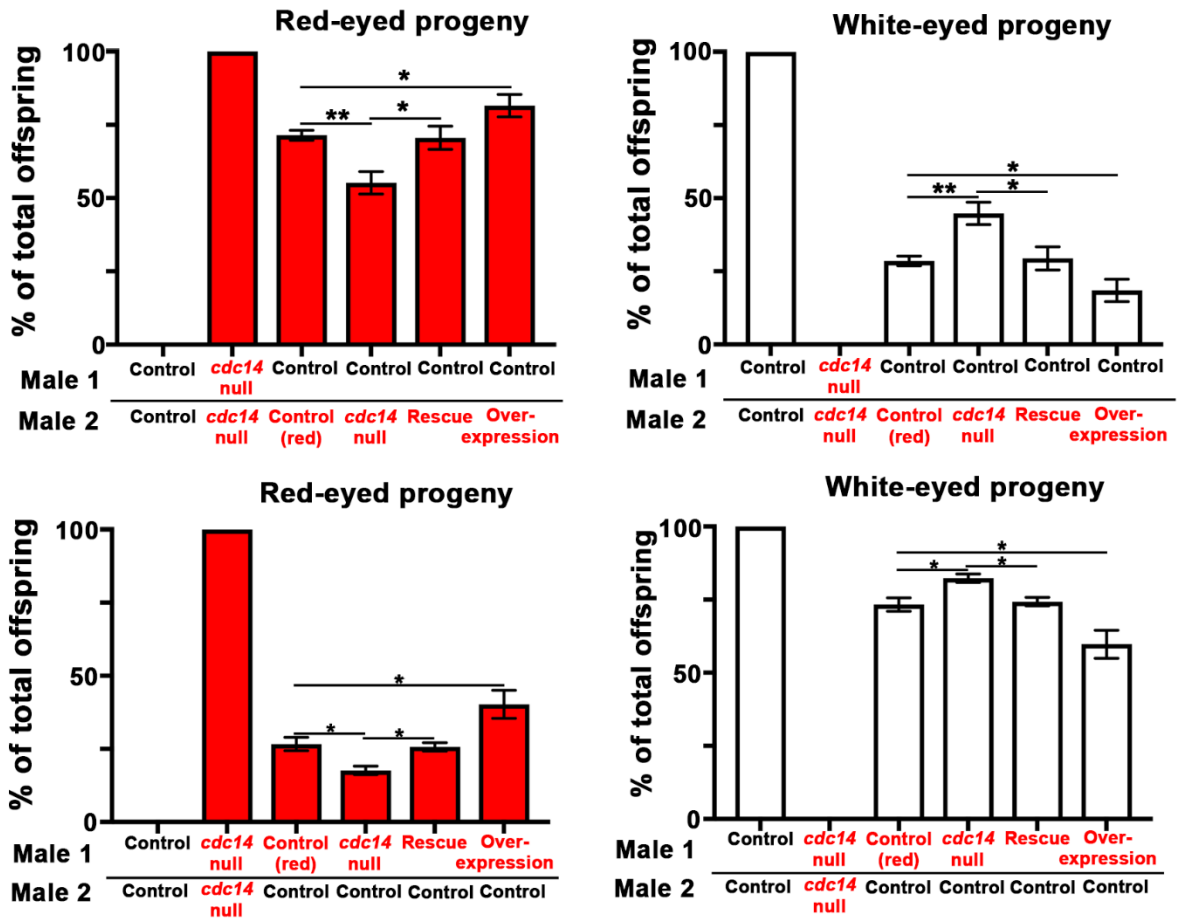 Red-eyed progeny
% of total offspring
100
50
0
* 
** *
Control cdc14 null Control Control Control Control
Male 1
Male 2
Control cdc14 null Control (red) cdc14 null Rescue Over-expression
White-eyed progeny
% of total offspring
100
50
0
*
** *
Control cdc14 null Control Control Control Control
Male 1
Male 2
Control cdc14 null Control (red) cdc14 null Rescue Over-expression
Red-eyed progeny
% of total offspring
100
50
0
*
* *
Control cdc14 null Control (red) cdc14 null Rescue Over-expression
Male 1
Male 2
Control cdc14 null Control Control Control Control
White-eyed progeny
% of total offspring
100
50
0
*
* *
Control cdc14 null Control (red) cdc14 null Rescue Over-expression
Male 1
Male 2
Control cdc14 null Control Control Control Control